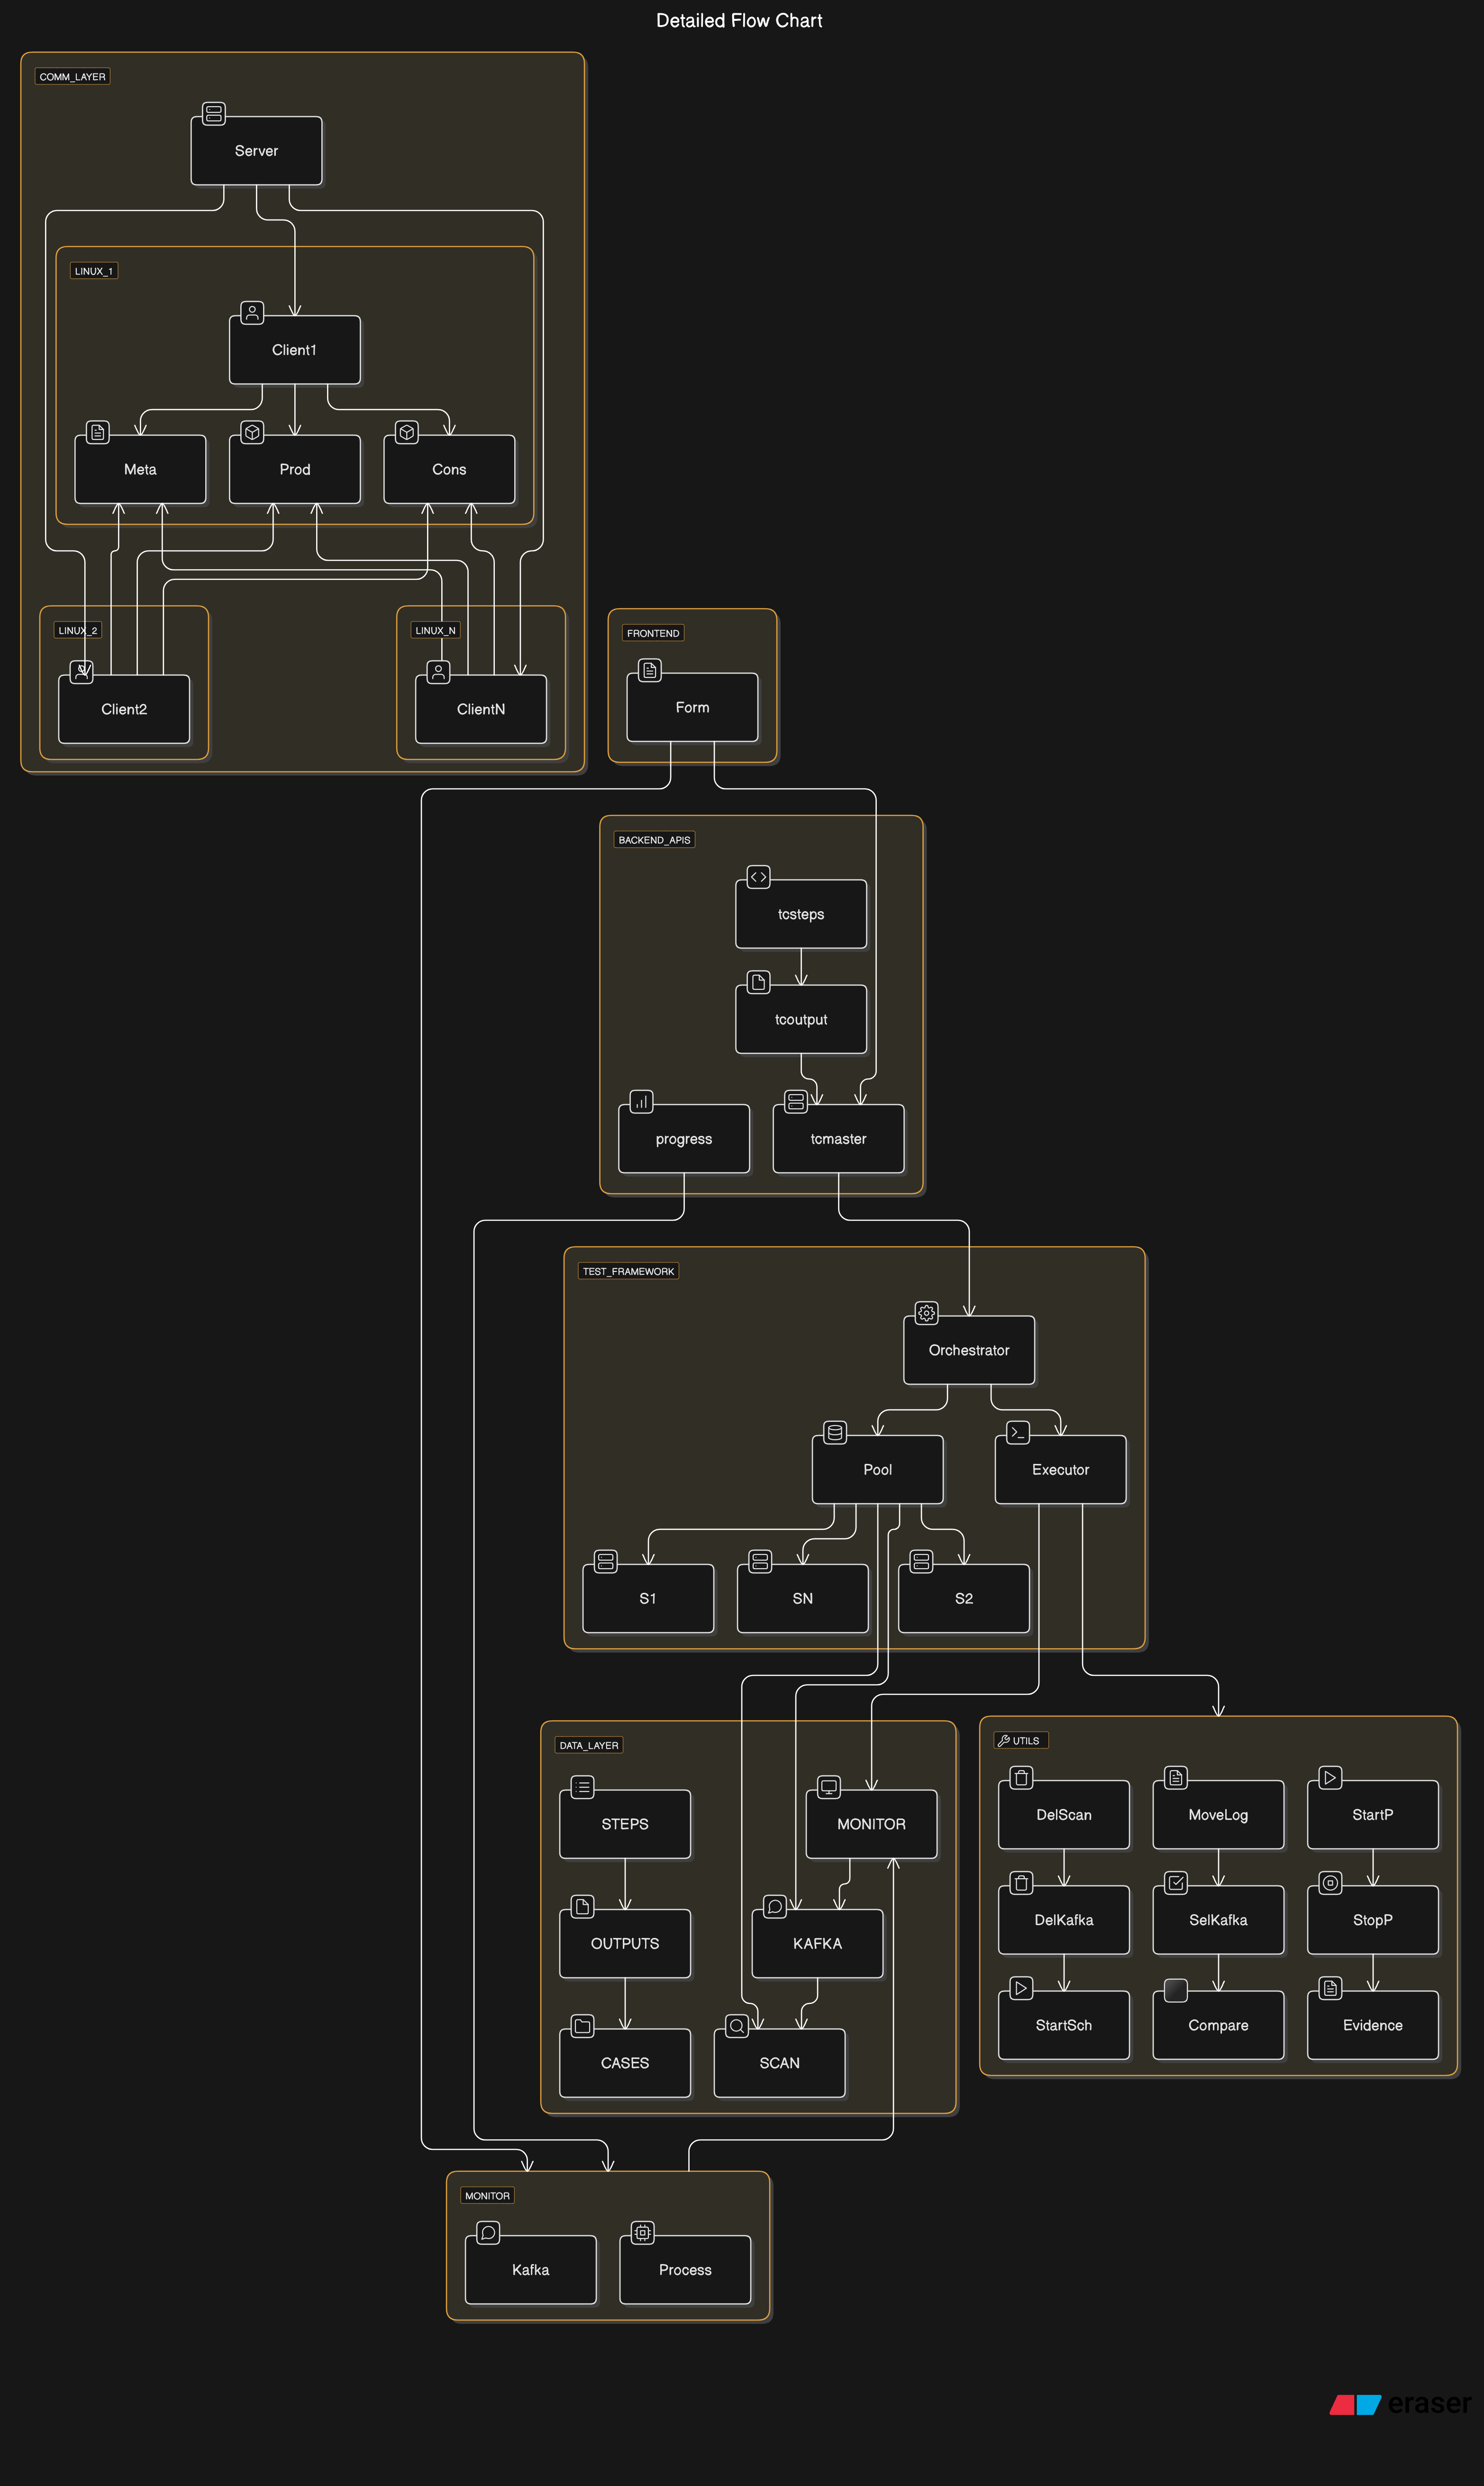 Detailed Flow Chart
COMM_LAYER
Server
LINUX_1
Client1
Meta
Prod
Cons
LINUX_2
LINUX_N
Client2
ClientN
FRONTEND
Form
BACKEND_APIS
tcsteps
tcoutput
progress
tcmaster
TEST_FRAMEWORK
Orchestrator
Pool
Executor
S1
SN
S2
DATA_LAYER
STEPS
MONITOR
OUTPUTS
KAFKA
CASES
SCAN
UTILS
DelScan
MoveLog
StartP
DelKafka
SelKafka
StopP
StartSch
Compare
Evidence
MONITOR
Kafka
Process
eraser